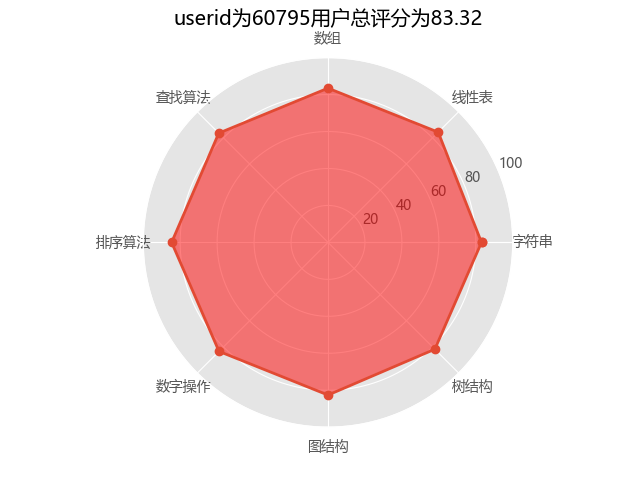 userid为60795用户总评分为83.32
数组
查找算法
线性表
100
80
60
40
20
排序算法
字符串
数字操作
树结构
图结构